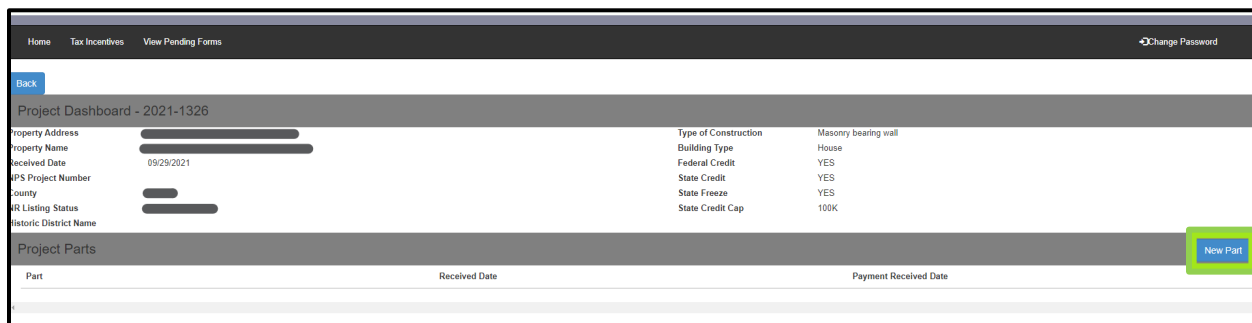 Home Tax Incentives View Pending Forms Change Password
Back
Project Dashboard - 2021-1326
Property Address Type of Construction Masonry bearing wall
Property Name Building Type House
Received Date 09/29/2021 Federal Credit YES
NPS Project Number State Credit YES
County State Freeze YES
NR Listing Status State Credit Cap 100K
Historic District Name
Project Parts New Part
Part Received Date Payment Received Date